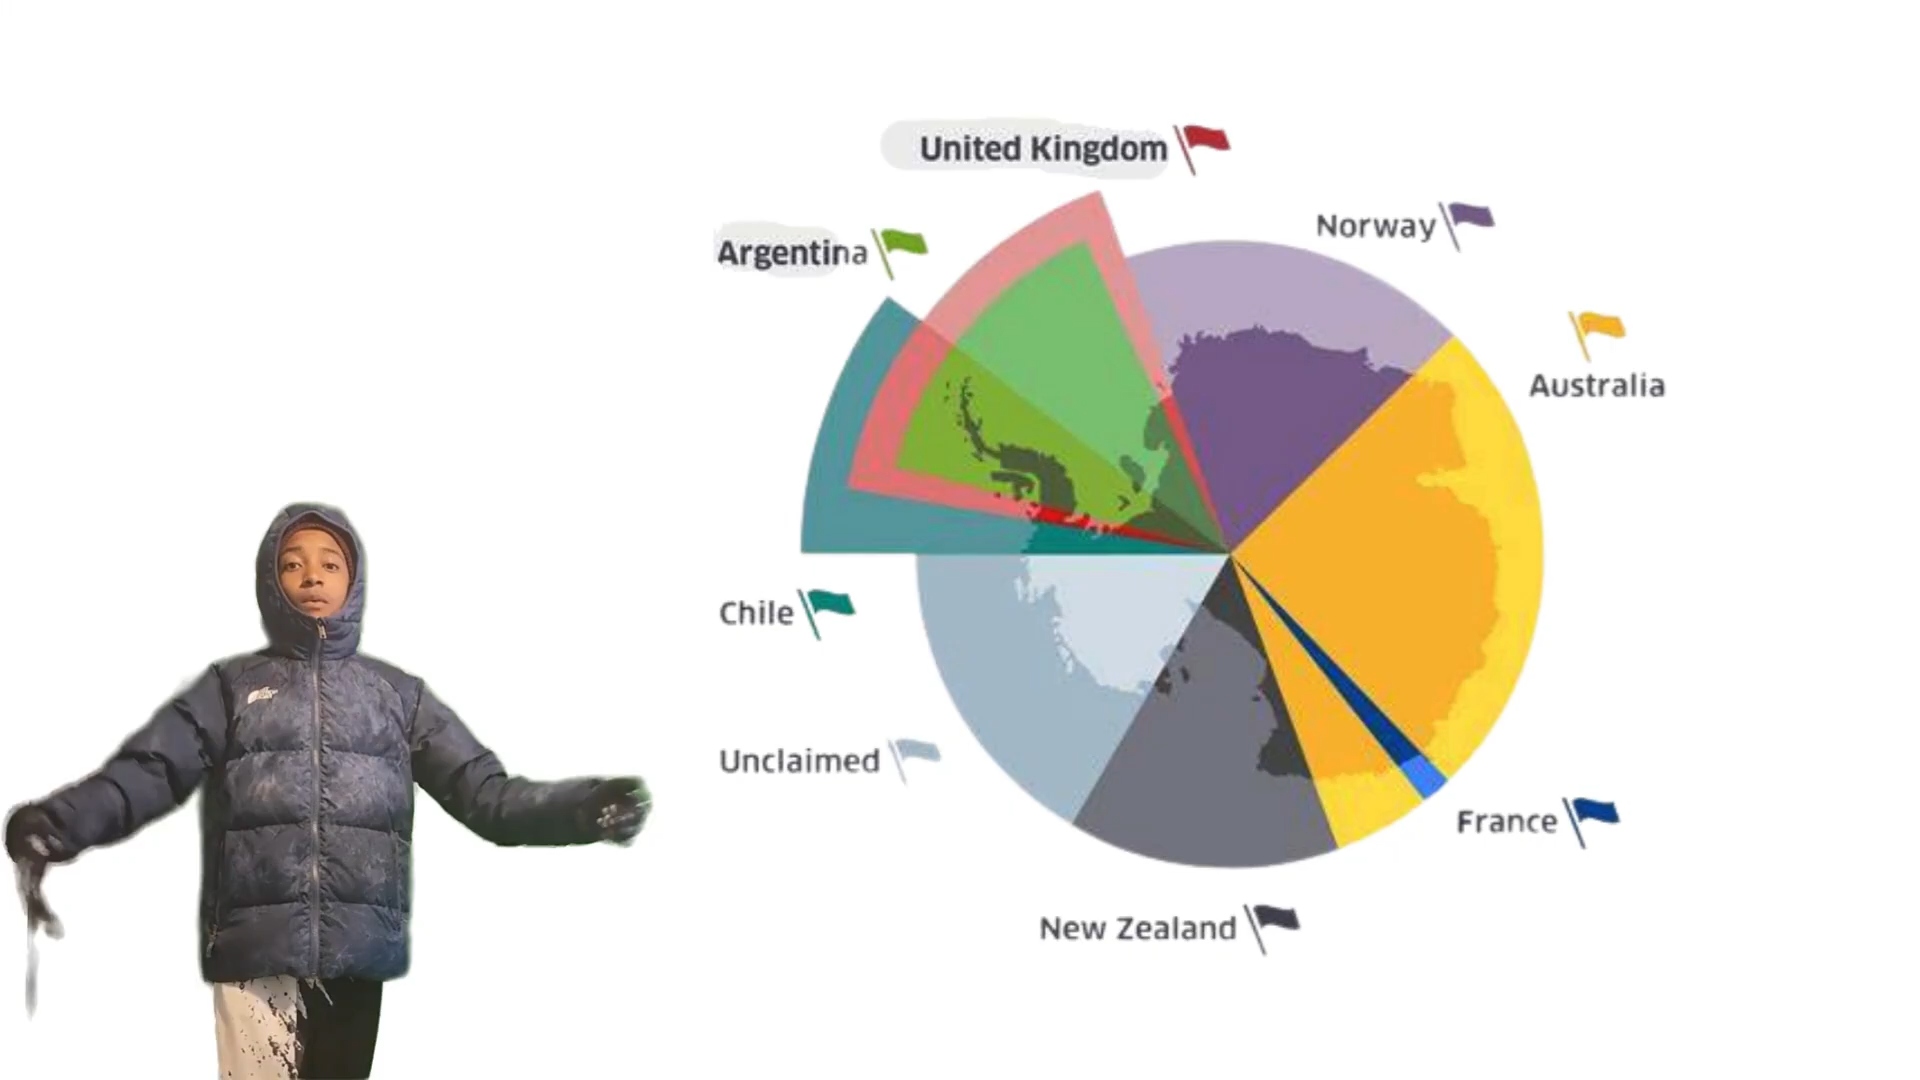 United Kingdom
Norway
Argentina
Australia
Chile
Unclaimed
France
New Zealand